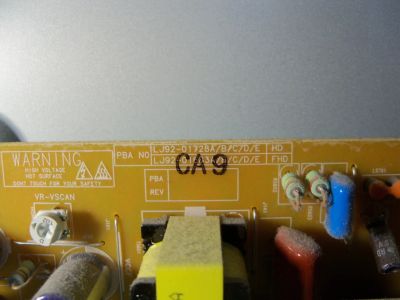 WARNING
HIGH VOLTAGE
HOT SURFACE
DON'T TOUCH FOR YOUR SAFETY.
PBA NO
LJ92-01728A/B/C/D/E HD
/C/D/E FHD
CA9
PBA
REV
VR-VSCAN